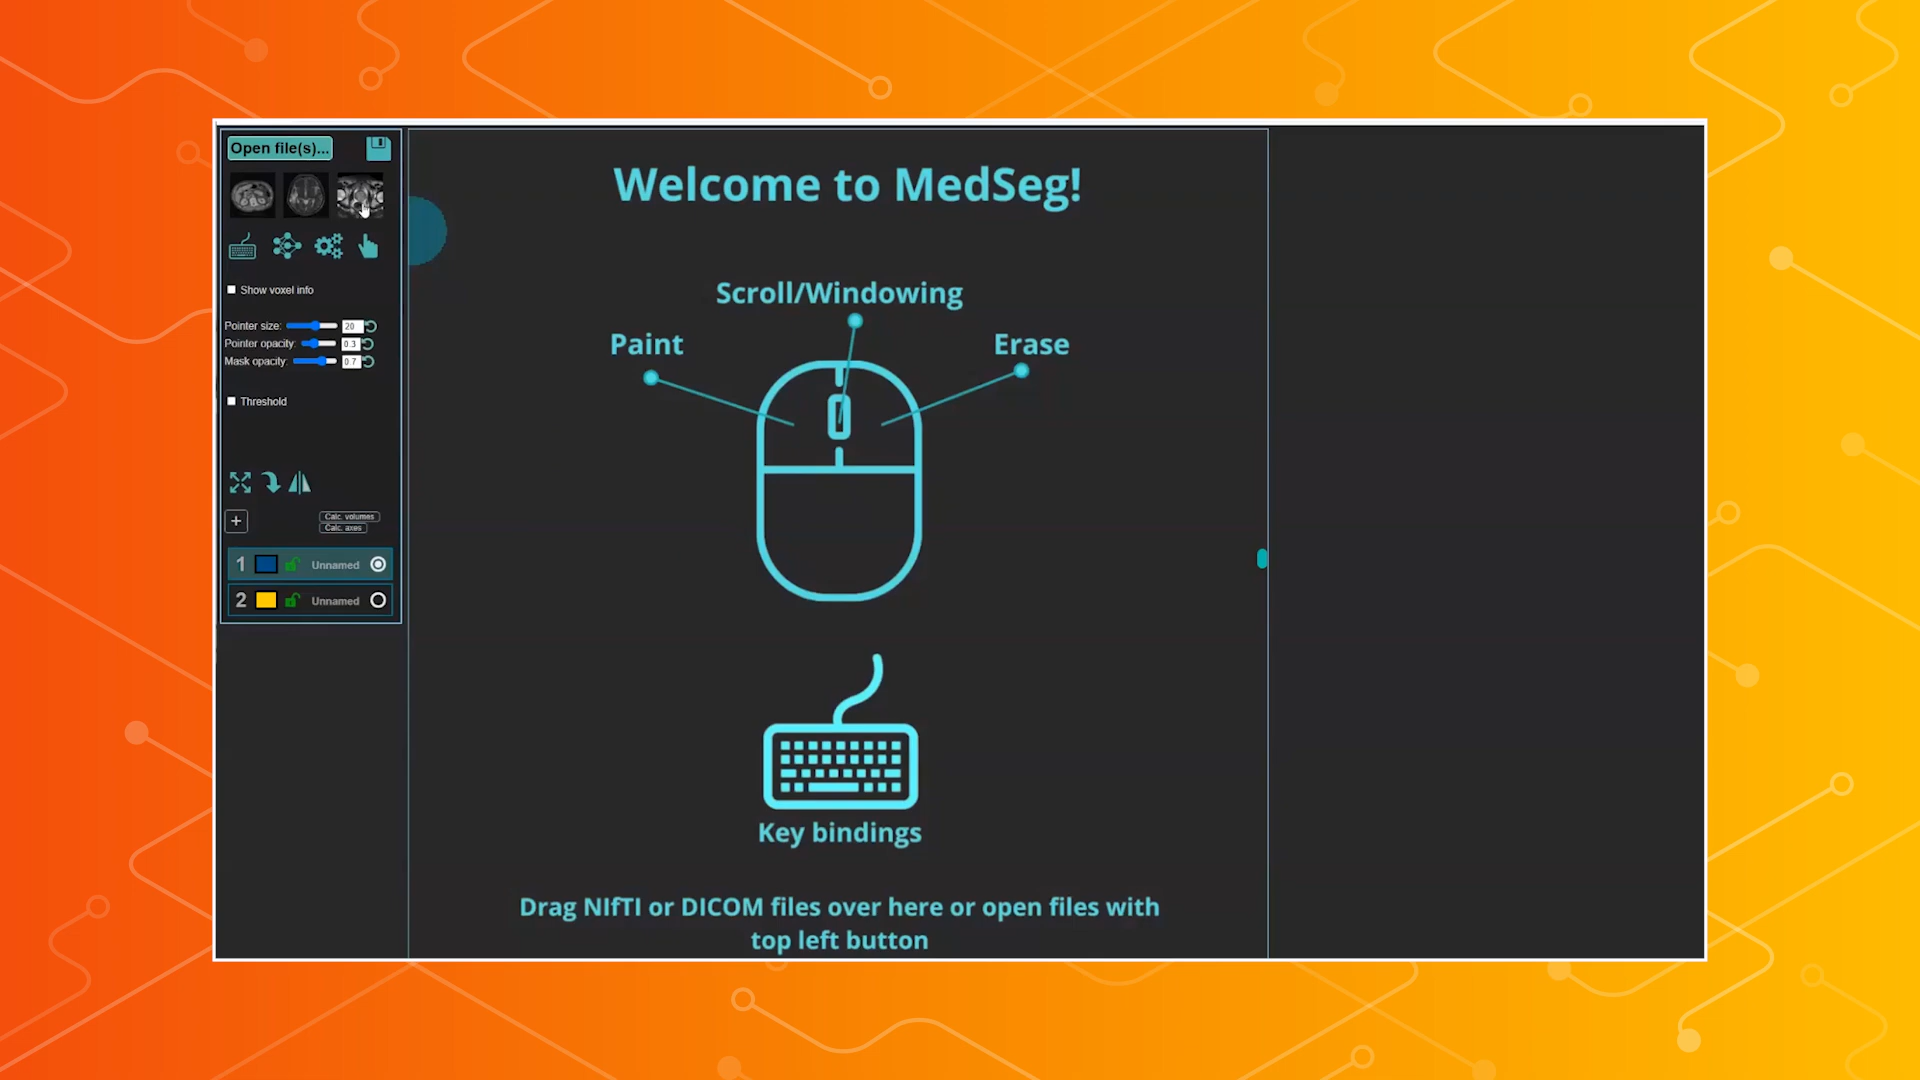 Open file(s)...
Show voxel info
Pointer size: 20
Pointer opacity: 0.3
Mask opacity: 0.7
Threshold
+
Calc. volumes
Calc. axes
1 Unnamed
2 Unnamed
Welcome to MedSeg!
Scroll/Windowing
Paint
Erase
Key bindings
Drag NIfTI or DICOM files over here or open files with
top left button